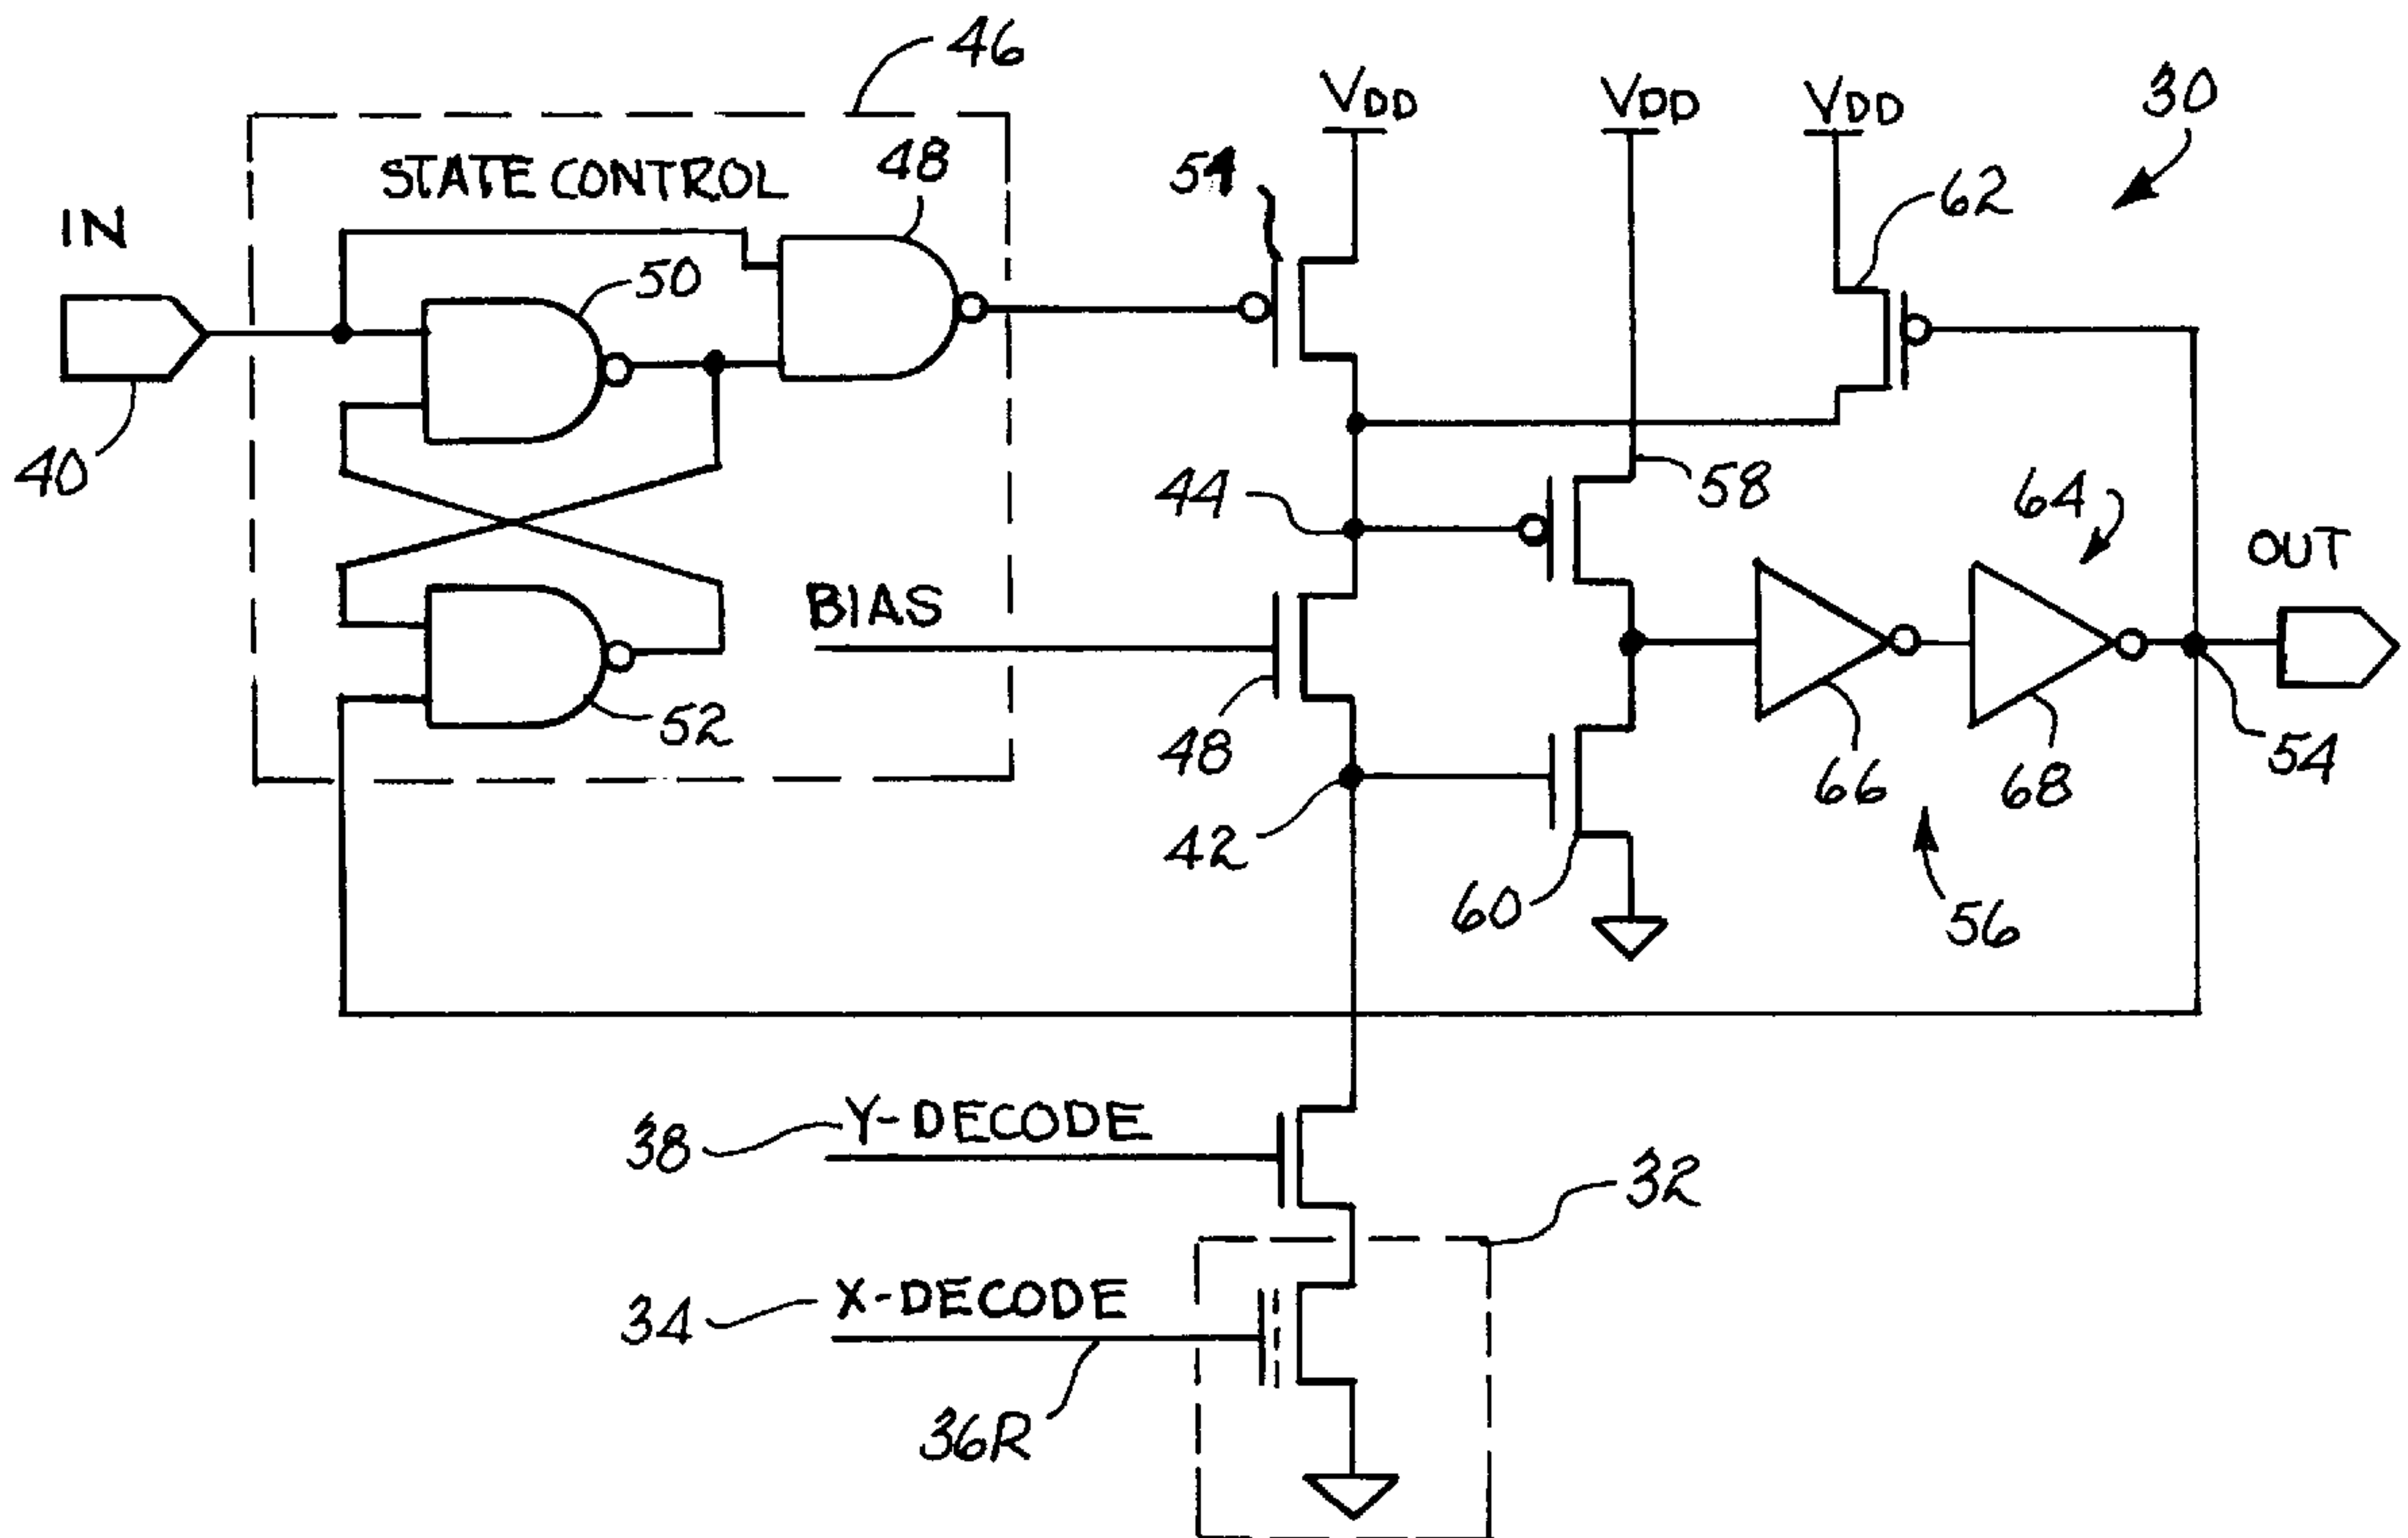 46
VDD
VDD
VDD
30
STATE CONTROL
48
62
IN
50
40
44
58
64
OUT
BIAS
52
48
54
66
68
42
60
56
Y-DECODE
38
32
X-DECODE
34
36R